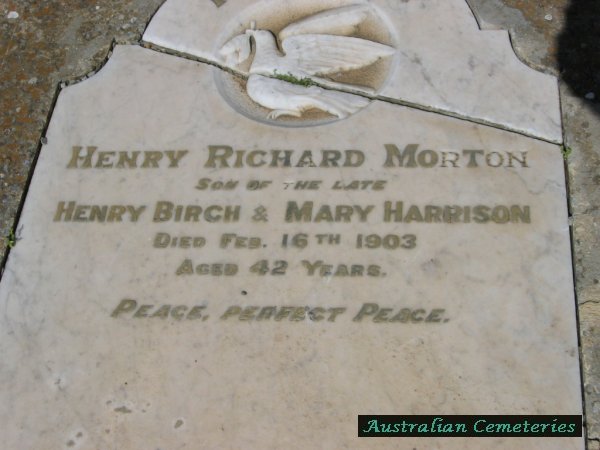 Henry Richard Morton
Son of the late
Henry Birch & Mary Harrison
Died Feb. 16th 1903
Aged 42 Years.
Peace, perfect Peace.
Australian Cemeteries